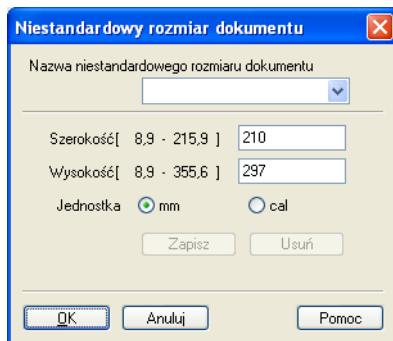 Niestandardowy rozmiar dokumentu
Nazwa niestandardowego rozmiaru dokumentu
Szerokość[ 8,9 - 215,9 ] 210
Wysokość[ 8,9 - 355,6 ] 297
Jednostka mm cal
Zapisz Usuń
OK Anuluj Pomoc